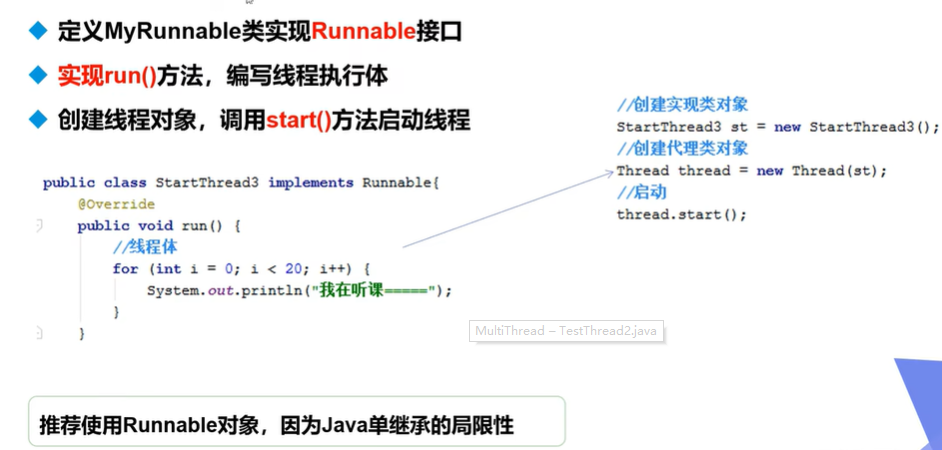 定义MyRunnable类实现Runnable接口
实现run()方法，编写线程执行体
创建线程对象，调用start()方法启动线程
public class StartThread3 implements Runnable{
@Override
public void run() {
//线程体
for (int i = 0; i < 20; i++) {
System.out.println("我在听课=====");
}
}
//创建实现类对象
StartThread3 st = new StartThread3();
//创建代理类对象
Thread thread = new Thread(st);
//启动
thread.start();
MultiThread – TestThread2.java
推荐使用Runnable对象，因为Java单继承的局限性